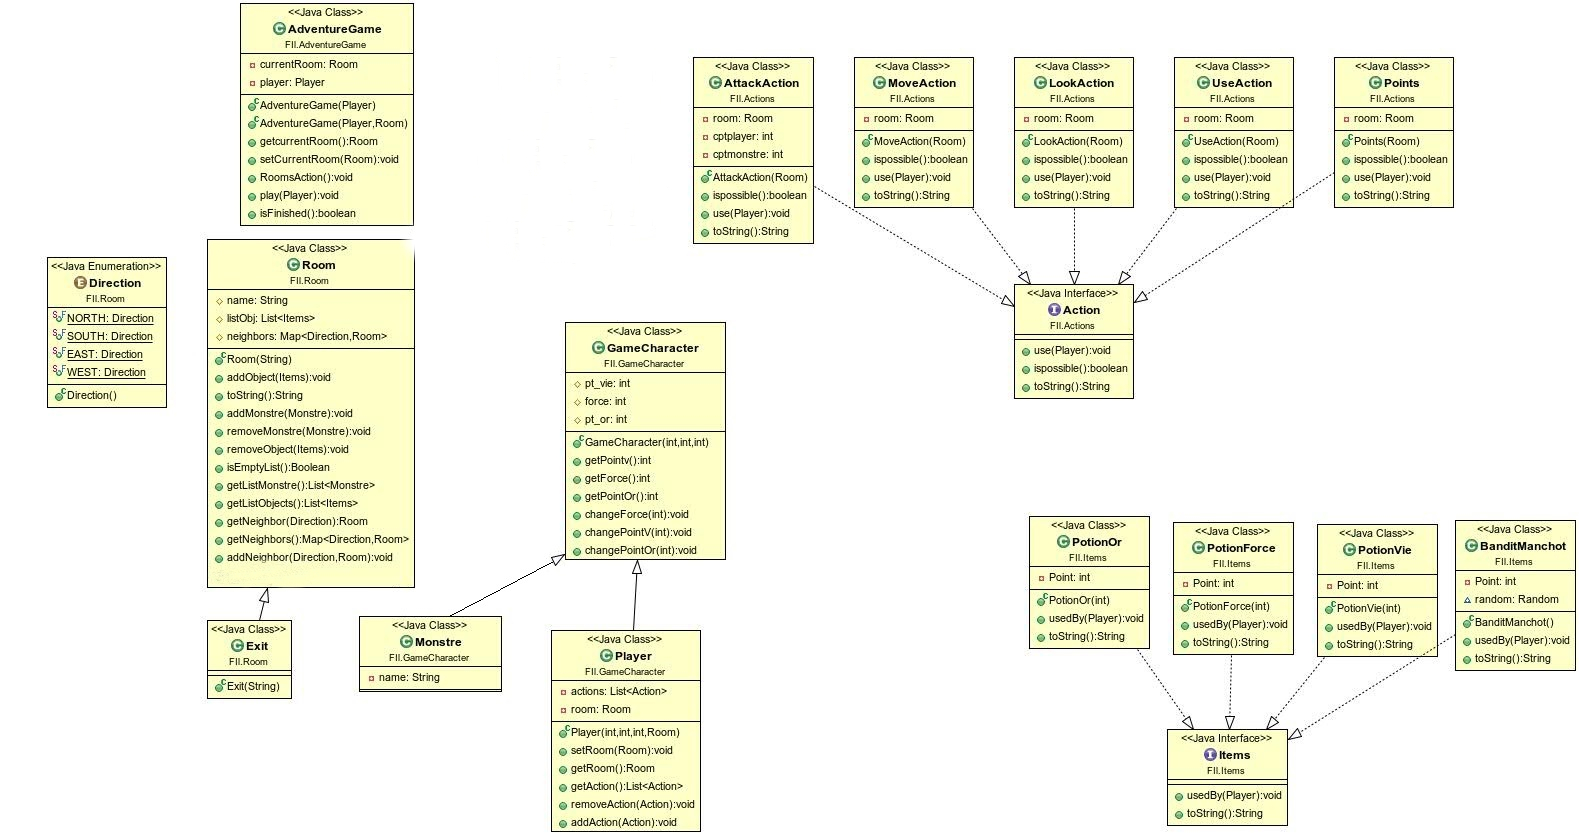 <<Java Class>>
AdventureGame
FII.AdventureGame
currentRoom: Room
player: Player
AdventureGame(Player)
AdventureGame(Player,Room)
getcurrentRoom():Room
setCurrentRoom(Room):void
RoomsAction():void
play(Player):void
isFinished():boolean
<<Java Enumeration>>
Direction
FII.Room
NORTH: Direction
SOUTH: Direction
EAST: Direction
WEST: Direction
Direction()
<<Java Class>>
Room
FII.Room
name: String
listObj: List<Items>
neighbors: Map<Direction,Room>
Room(String)
addObject(Items):void
toString():String
addMonstre(Monstre):void
removeMonstre(Monstre):void
removeObject(Items):void
isEmptyList():Boolean
getListMonstre():List<Monstre>
getListObjects():List<Items>
getNeighbor(Direction):Room
getNeighbors():Map<Direction,Room>
addNeighbor(Direction,Room):void
<<Java Class>>
Exit
FII.Room
Exit(String)
<<Java Class>>
GameCharacter
FII.GameCharacter
pt_vie: int
force: int
pt_or: int
GameCharacter(int,int,int)
getPointv():int
getForce():int
getPointOr():int
changeForce(int):void
changePointV(int):void
changePointOr(int):void
<<Java Class>>
Monstre
FII.GameCharacter
name: String
<<Java Class>>
Player
FII.GameCharacter
actions: List<Action>
room: Room
Player(int,int,int,Room)
setRoom(Room):void
getRoom():Room
getAction():List<Action>
removeAction(Action):void
addAction(Action):void
<<Java Class>>
AttackAction
FII.Actions
room: Room
cptplayer: int
cptmonstre: int
AttackAction(Room)
ispossible():boolean
use(Player):void
toString():String
<<Java Class>>
MoveAction
FII.Actions
room: Room
MoveAction(Room)
ispossible():boolean
use(Player):void
toString():String
<<Java Class>>
LookAction
FII.Actions
room: Room
LookAction(Room)
ispossible():boolean
use(Player):void
toString():String
<<Java Class>>
UseAction
FII.Actions
room: Room
UseAction(Room)
ispossible():boolean
use(Player):void
toString():String
<<Java Class>>
Points
FII.Actions
room: Room
Points(Room)
ispossible():boolean
use(Player):void
toString():String
<<Java Interface>>
Action
FII.Actions
use(Player):void
ispossible():boolean
toString():String
<<Java Class>>
PotionOr
FII.Items
Point: int
PotionOr(int)
usedBy(Player):void
toString():String
<<Java Class>>
PotionForce
FII.Items
Point: int
PotionForce(int)
usedBy(Player):void
toString():String
<<Java Class>>
PotionVie
FII.Items
Point: int
PotionVie(int)
usedBy(Player):void
toString():String
<<Java Class>>
BanditManchot
FII.Items
Point: int
random: Random
BanditManchot()
usedBy(Player):void
toString():String
<<Java Interface>>
Items
FII.Items
usedBy(Player):void
toString():String